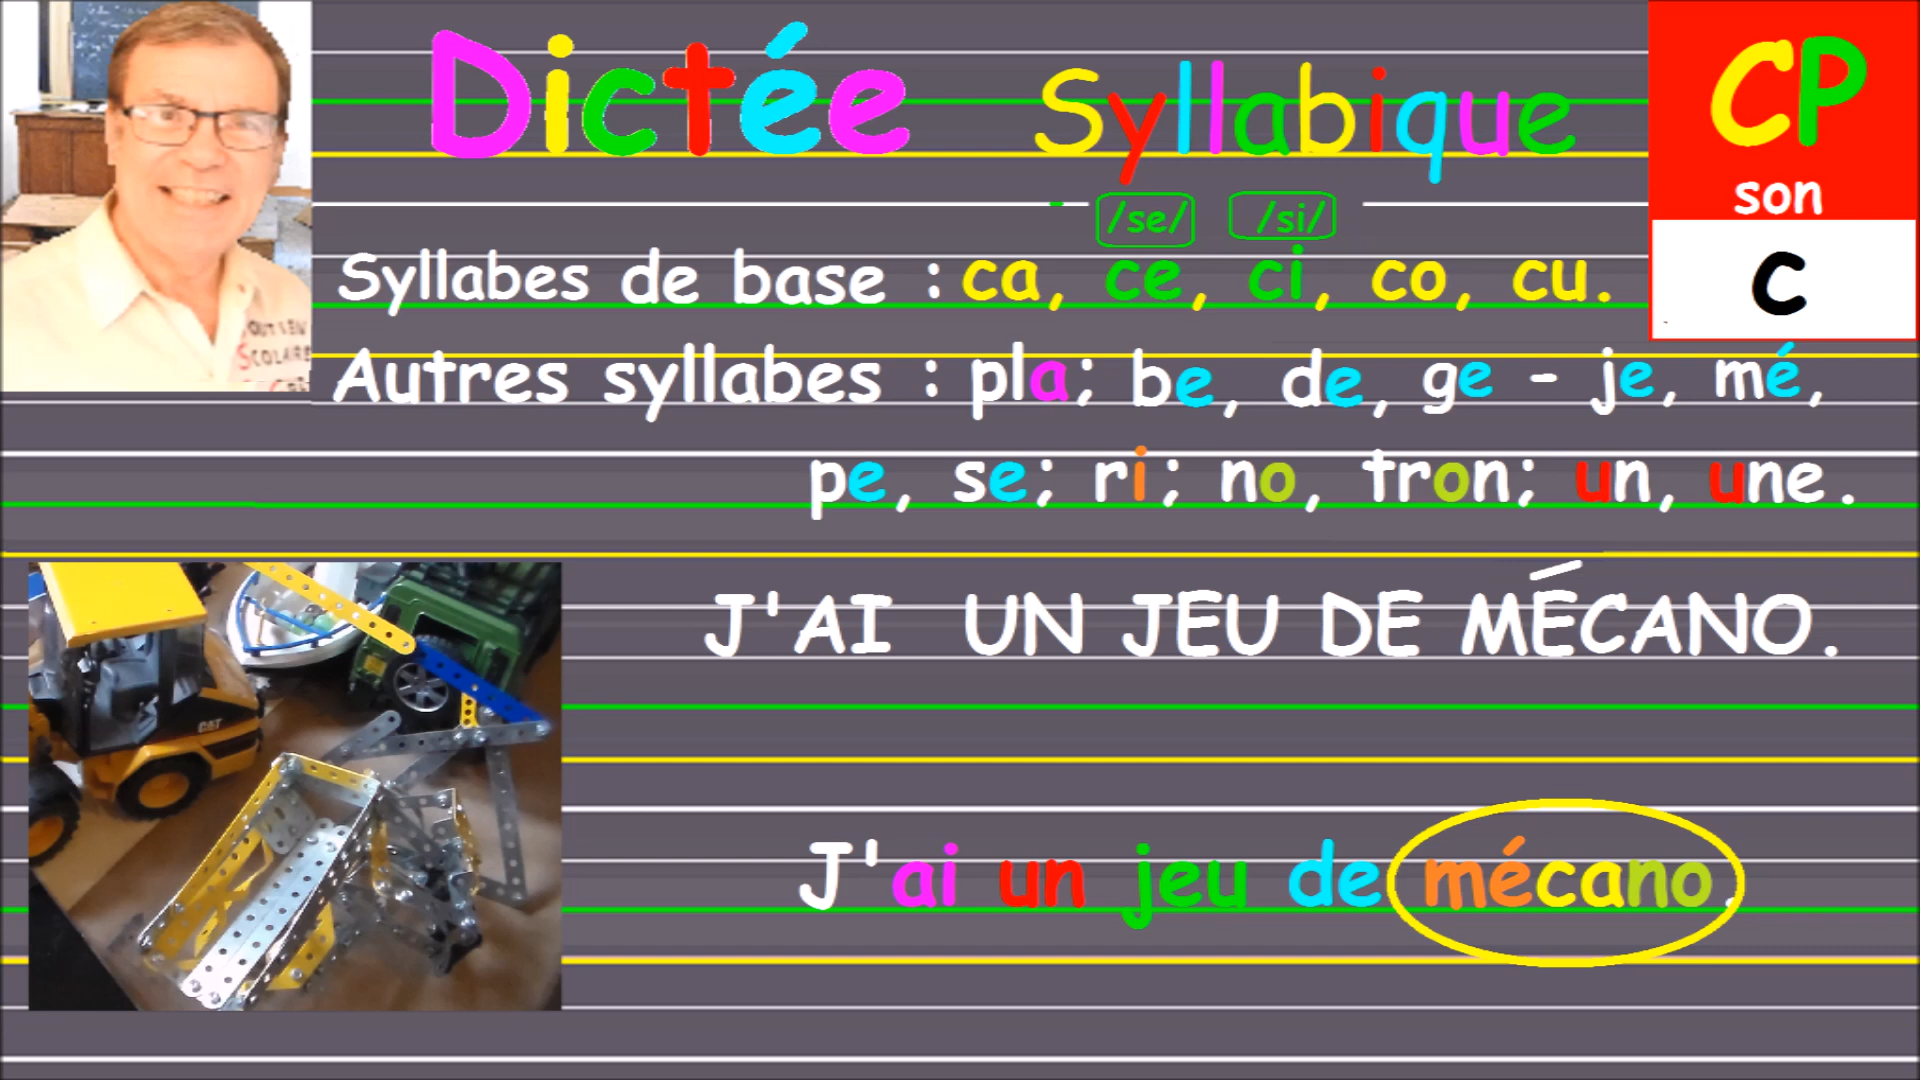 Dictée Syllabique
CP
son
C
/se/ /si/
Syllabes de base : ca, ce, ci, co, cu.
Autres syllabes : pla; be, de, ge - je, mé,
pe, se; ri; no, tron; un, une.
J'AI UN JEU DE MÉCANO.
J'ai un jeu de mécano.
CAT